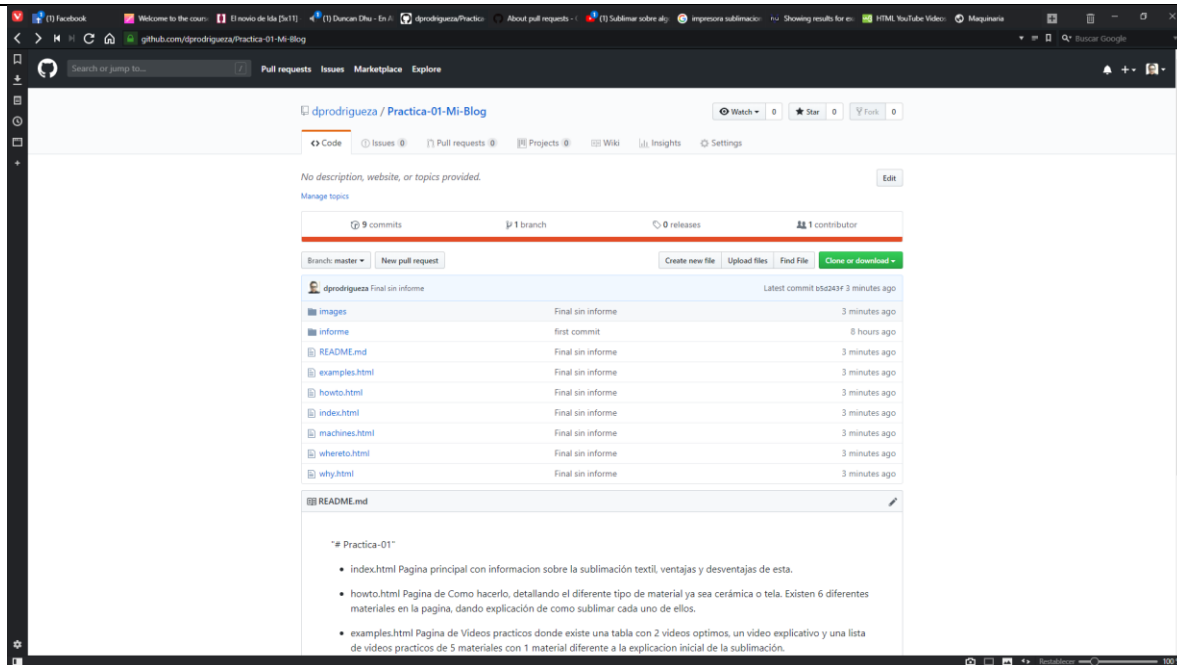 (1) Facebook
Welcome to the cours
El novio de Ida [5x11]
(1) Duncan Dhu - En A
dprodrigueza/Practica
About pull requests - G
(1) Sublimar sobre alg
impresora sublimacion
Showing results for ex
HTML YouTube Videos
Maquinaria
github.com/dprodrigueza/Practica-01-Mi-Blog
Buscar Google
Search or jump to...
/
Pull requests Issues Marketplace Explore
dprodrigueza / Practica-01-Mi-Blog
Watch 0 Star 0 Fork 0
Code Issues 0 Pull requests 0 Projects 0 Wiki Insights Settings
No description, website, or topics provided.
Edit
Manage topics
9 commits 1 branch 0 releases 1 contributor
Branch: master New pull request Create new file Upload files Find File Clone or download
dprodrigueza Final sin informe Latest commit b5d243f 3 minutes ago
images Final sin informe 3 minutes ago
informe first commit 8 hours ago
README.md Final sin informe 3 minutes ago
examples.html Final sin informe 3 minutes ago
howto.html Final sin informe 3 minutes ago
index.html Final sin informe 3 minutes ago
machines.html Final sin informe 3 minutes ago
whereto.html Final sin informe 3 minutes ago
why.html Final sin informe 3 minutes ago
README.md
"# Practica-01"
• index.html Pagina principal con informacion sobre la sublimación textil, ventajas y desventajas de esta.
• howto.html Pagina de Como hacerlo, detallando el diferente tipo de material ya sea cerámica o tela. Existen 6 diferentes
materiales en la pagina, dando explicación de como sublimar cada uno de ellos.
• examples.html Pagina de Videos practicos donde existe una tabla con 2 videos optimos, un video explicativo y una lista
de videos practicos de 5 materiales con 1 material diferente a la explicacion inicial de la sublimación.
Restablecer 100